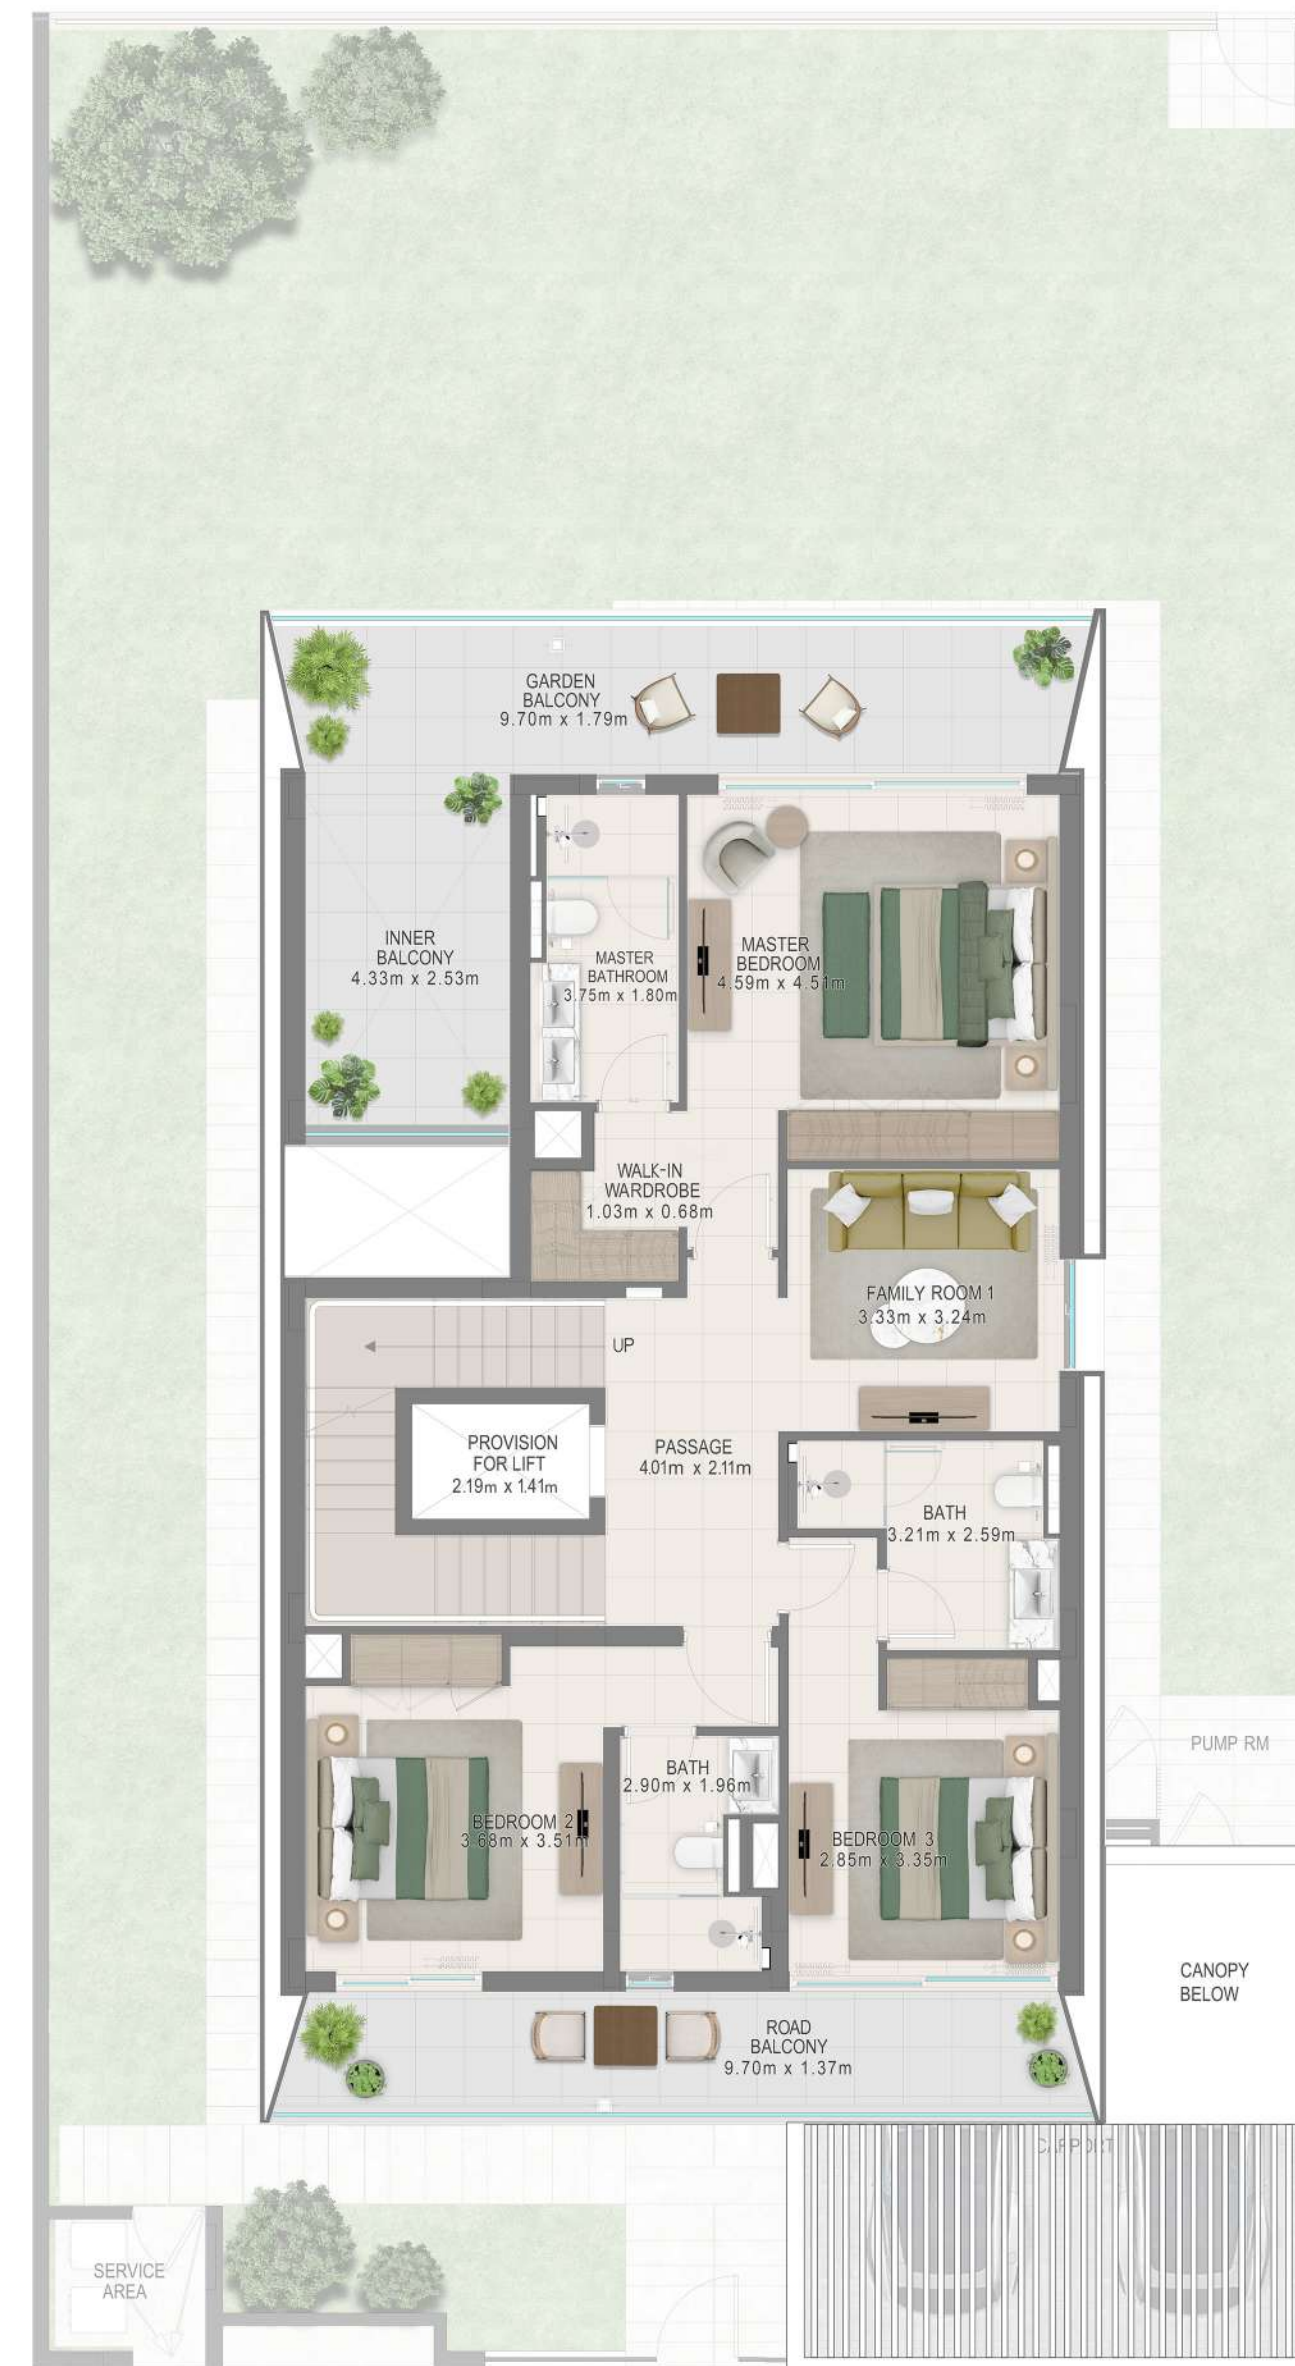 GARDEN
BALCONY
9.70m x 1.79m
INNER
BALCONY
4.33m x 2.53m
MASTER
BATHROOM
3.75m x 1.80m
MASTER
BEDROOM
4.59m x 4.51m
WALK-IN
WARDROBE
1.03m x 0.68m
FAMILY ROOM 1
3.33m x 3.24m
UP
PROVISION
FOR LIFT
2.19m x 1.41m
PASSAGE
4.01m x 2.11m
BATH
3.21m x 2.59m
PUMP RM
BATH
2.90m x 1.96m
BEDROOM 2
3.68m x 3.51m
BEDROOM 3
2.85m x 3.35m
CANOPY
BELOW
ROAD
BALCONY
9.70m x 1.37m
CARPORT
SERVICE
AREA